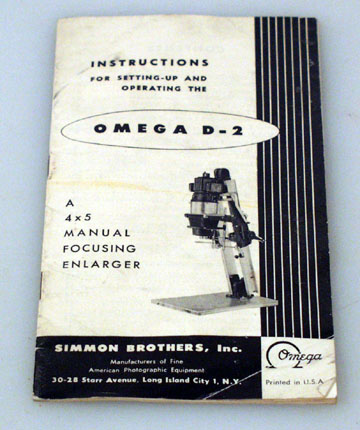 INSTRUCTIONS
FOR SETTING-UP AND
OPERATING THE
OMEGA D-2
A
4x5
MANUAL
FOCUSING
ENLARGER
SIMMON BROTHERS, Inc.
Manufacturers of Fine
American Photographic Equipment
30-28 Starr Avenue, Long Island City 1, N.Y.
Omega
Printed in U.S.A